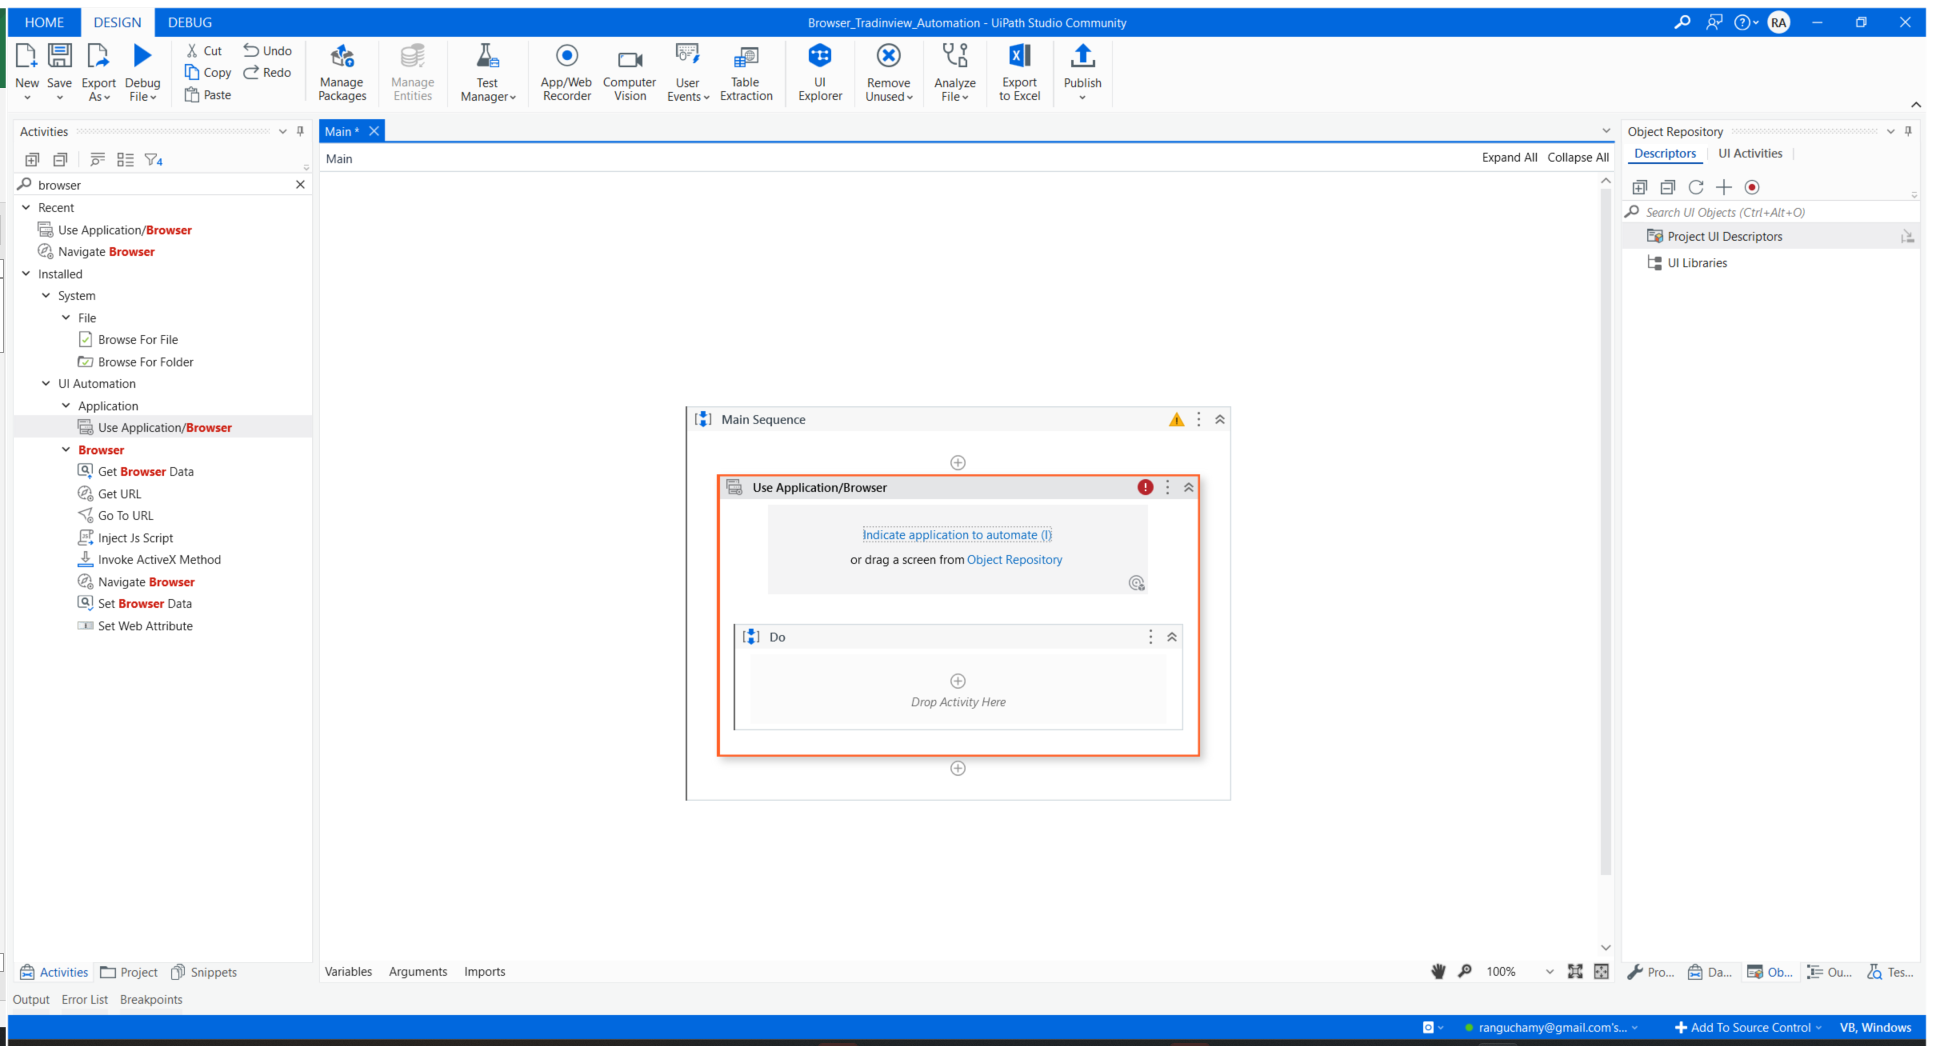 HOME DESIGN DEBUG Browser_Tradinview_Automation - UiPath Studio Community RA
Cut Undo
Copy Redo
Paste
New Save Export As Debug File Manage Packages Manage Entities Test Manager App/Web Recorder Computer Vision User Events Table Extraction UI Explorer Remove Unused Analyze File Export to Excel Publish
Activities
4
browser
Recent
Use Application/Browser
Navigate Browser
Installed
System
File
Browse For File
Browse For Folder
UI Automation
Application
Use Application/Browser
Browser
Get Browser Data
Get URL
Go To URL
Inject Js Script
Invoke ActiveX Method
Navigate Browser
Set Browser Data
Set Web Attribute
Activities Project Snippets
Main *
Main Expand All Collapse All
Main Sequence
Use Application/Browser
Indicate application to automate (I)
or drag a screen from Object Repository
Do
Drop Activity Here
Variables Arguments Imports 100%
Object Repository
Descriptors UI Activities
Search UI Objects (Ctrl+Alt+O)
Project UI Descriptors
UI Libraries
Pro... Da... Ob... Ou... Tes...
Output Error List Breakpoints
ranguchamy@gmail.com's... Add To Source Control VB, Windows